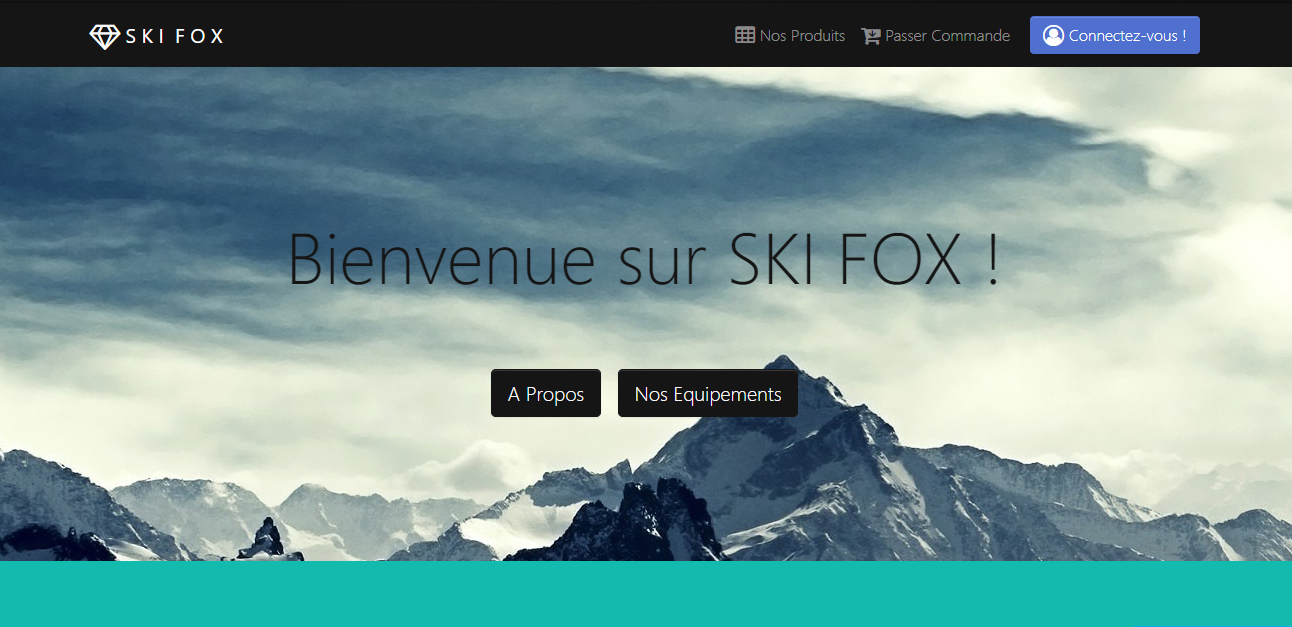 SKI FOX
Nos Produits
Passer Commande
Connectez-vous !
Bienvenue sur SKI FOX !
A Propos
Nos Equipements